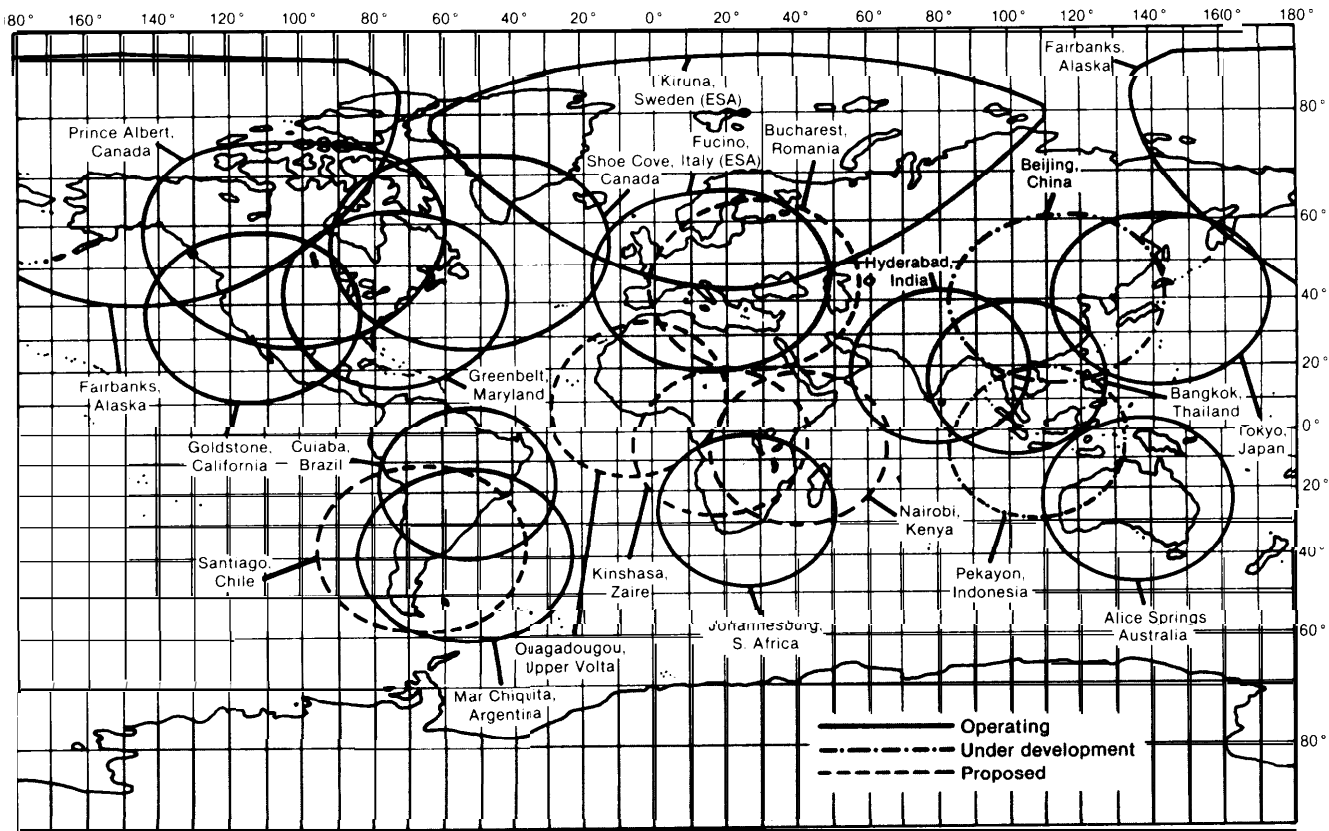 180° 160° 140° 120° 100° 80° 60° 40° 20° 0° 20° 40° 60° 80° 100° 120° 140° 160° 180°
Fairbanks,
Alaska
Kiruna,
Sweden (ESA)
80°
Prince Albert,
Canada
Fucino,
Italy (ESA)
Bucharest,
Romania
Shoe Cove,
Canada
Beijing,
China
60°
Hyderabad,
India
40°
20°
Fairbanks,
Alaska
Greenbelt,
Maryland
Bangkok,
Thailand
0°
Tokyo,
Japan
Goldstone,
California
Cuiaba,
Brazil
20°
Nairobi,
Kenya
Santiago,
Chile
Kinshasa,
Zaire
Pekayon,
Indonesia
40°
Johannesburg,
S. Africa
Alice Springs
Australia
60°
Ouagadougou,
Upper Volta
Mar Chiquita,
Argentina
Operating
Under development
Proposed
80°